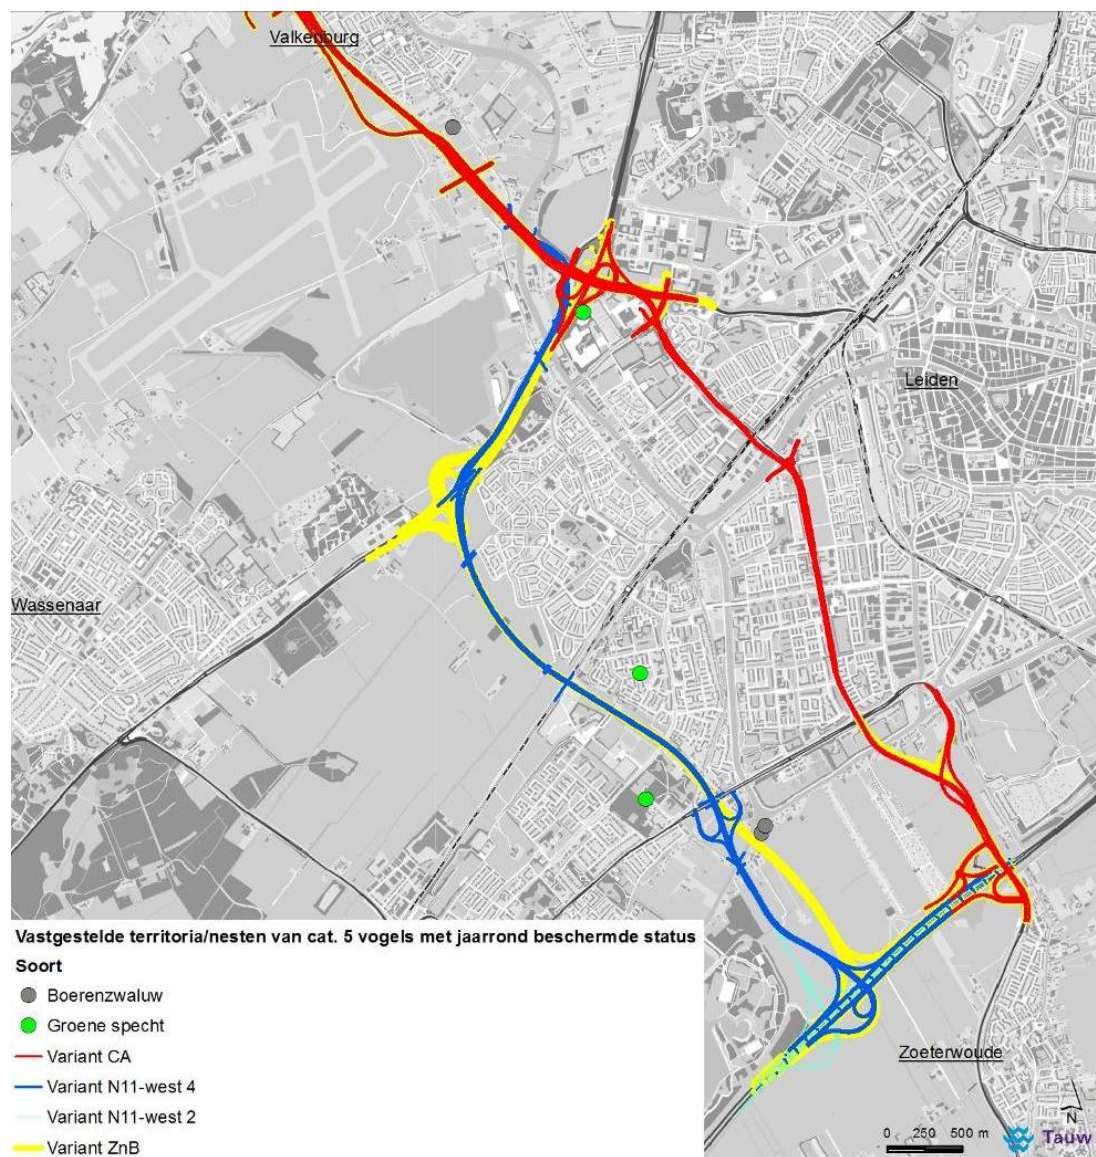 Valkenburg
Leiden
Wassenaar
Vastgestelde territoria/nesten van cat. 5 vogels met jaarrond beschermde status
Soort
Boerenzwaluw
Groene specht
Variant CA
Variant N11-west 4
Variant N11-west 2
Variant ZnB
Zoeterwoude
N
0 250 500 m
Tauw